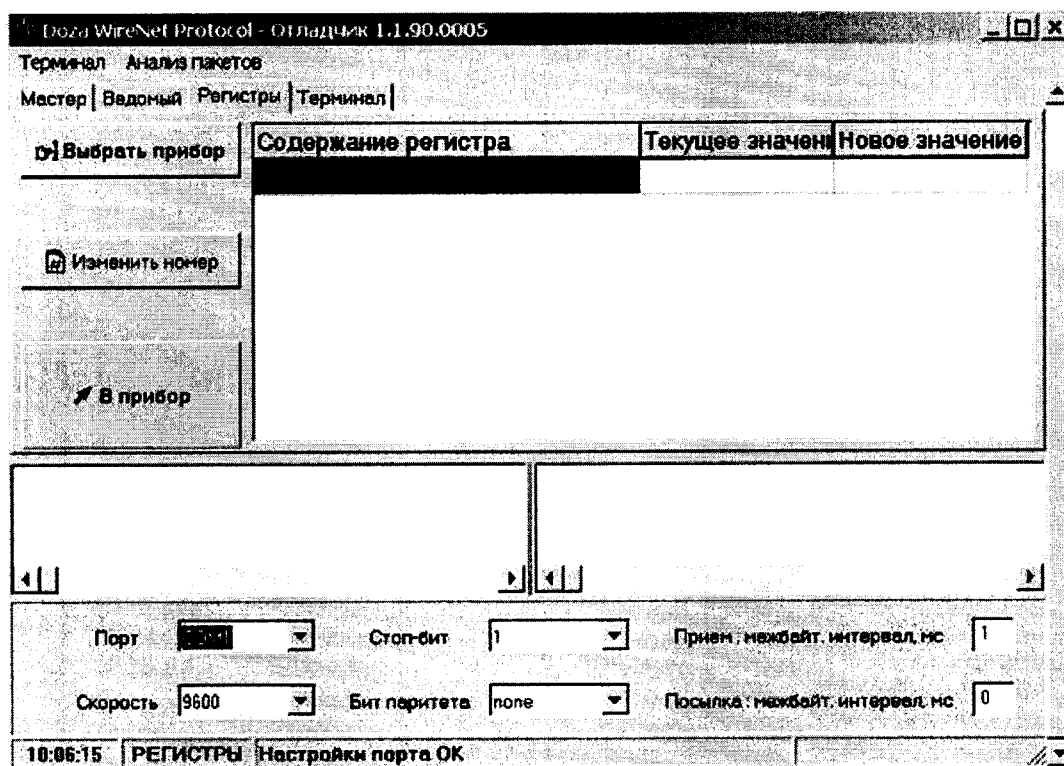 Doza WireNet Protocol - Отладчик 1.1.90.0005
Терминал Анализ пакетов
Мастер Ведомый Регистры Терминал
Выбрать прибор
Содержание регистра Текущее значени Новое значение
Изменить номер
В прибор
Порт Стоп-бит 1 Прием : межбайт. интервал, мс 1
Скорость 9600 Бит паритета none Посылка : межбайт. интервал, мс 0
10:06:15 РЕГИСТРЫ Настройки порта OK